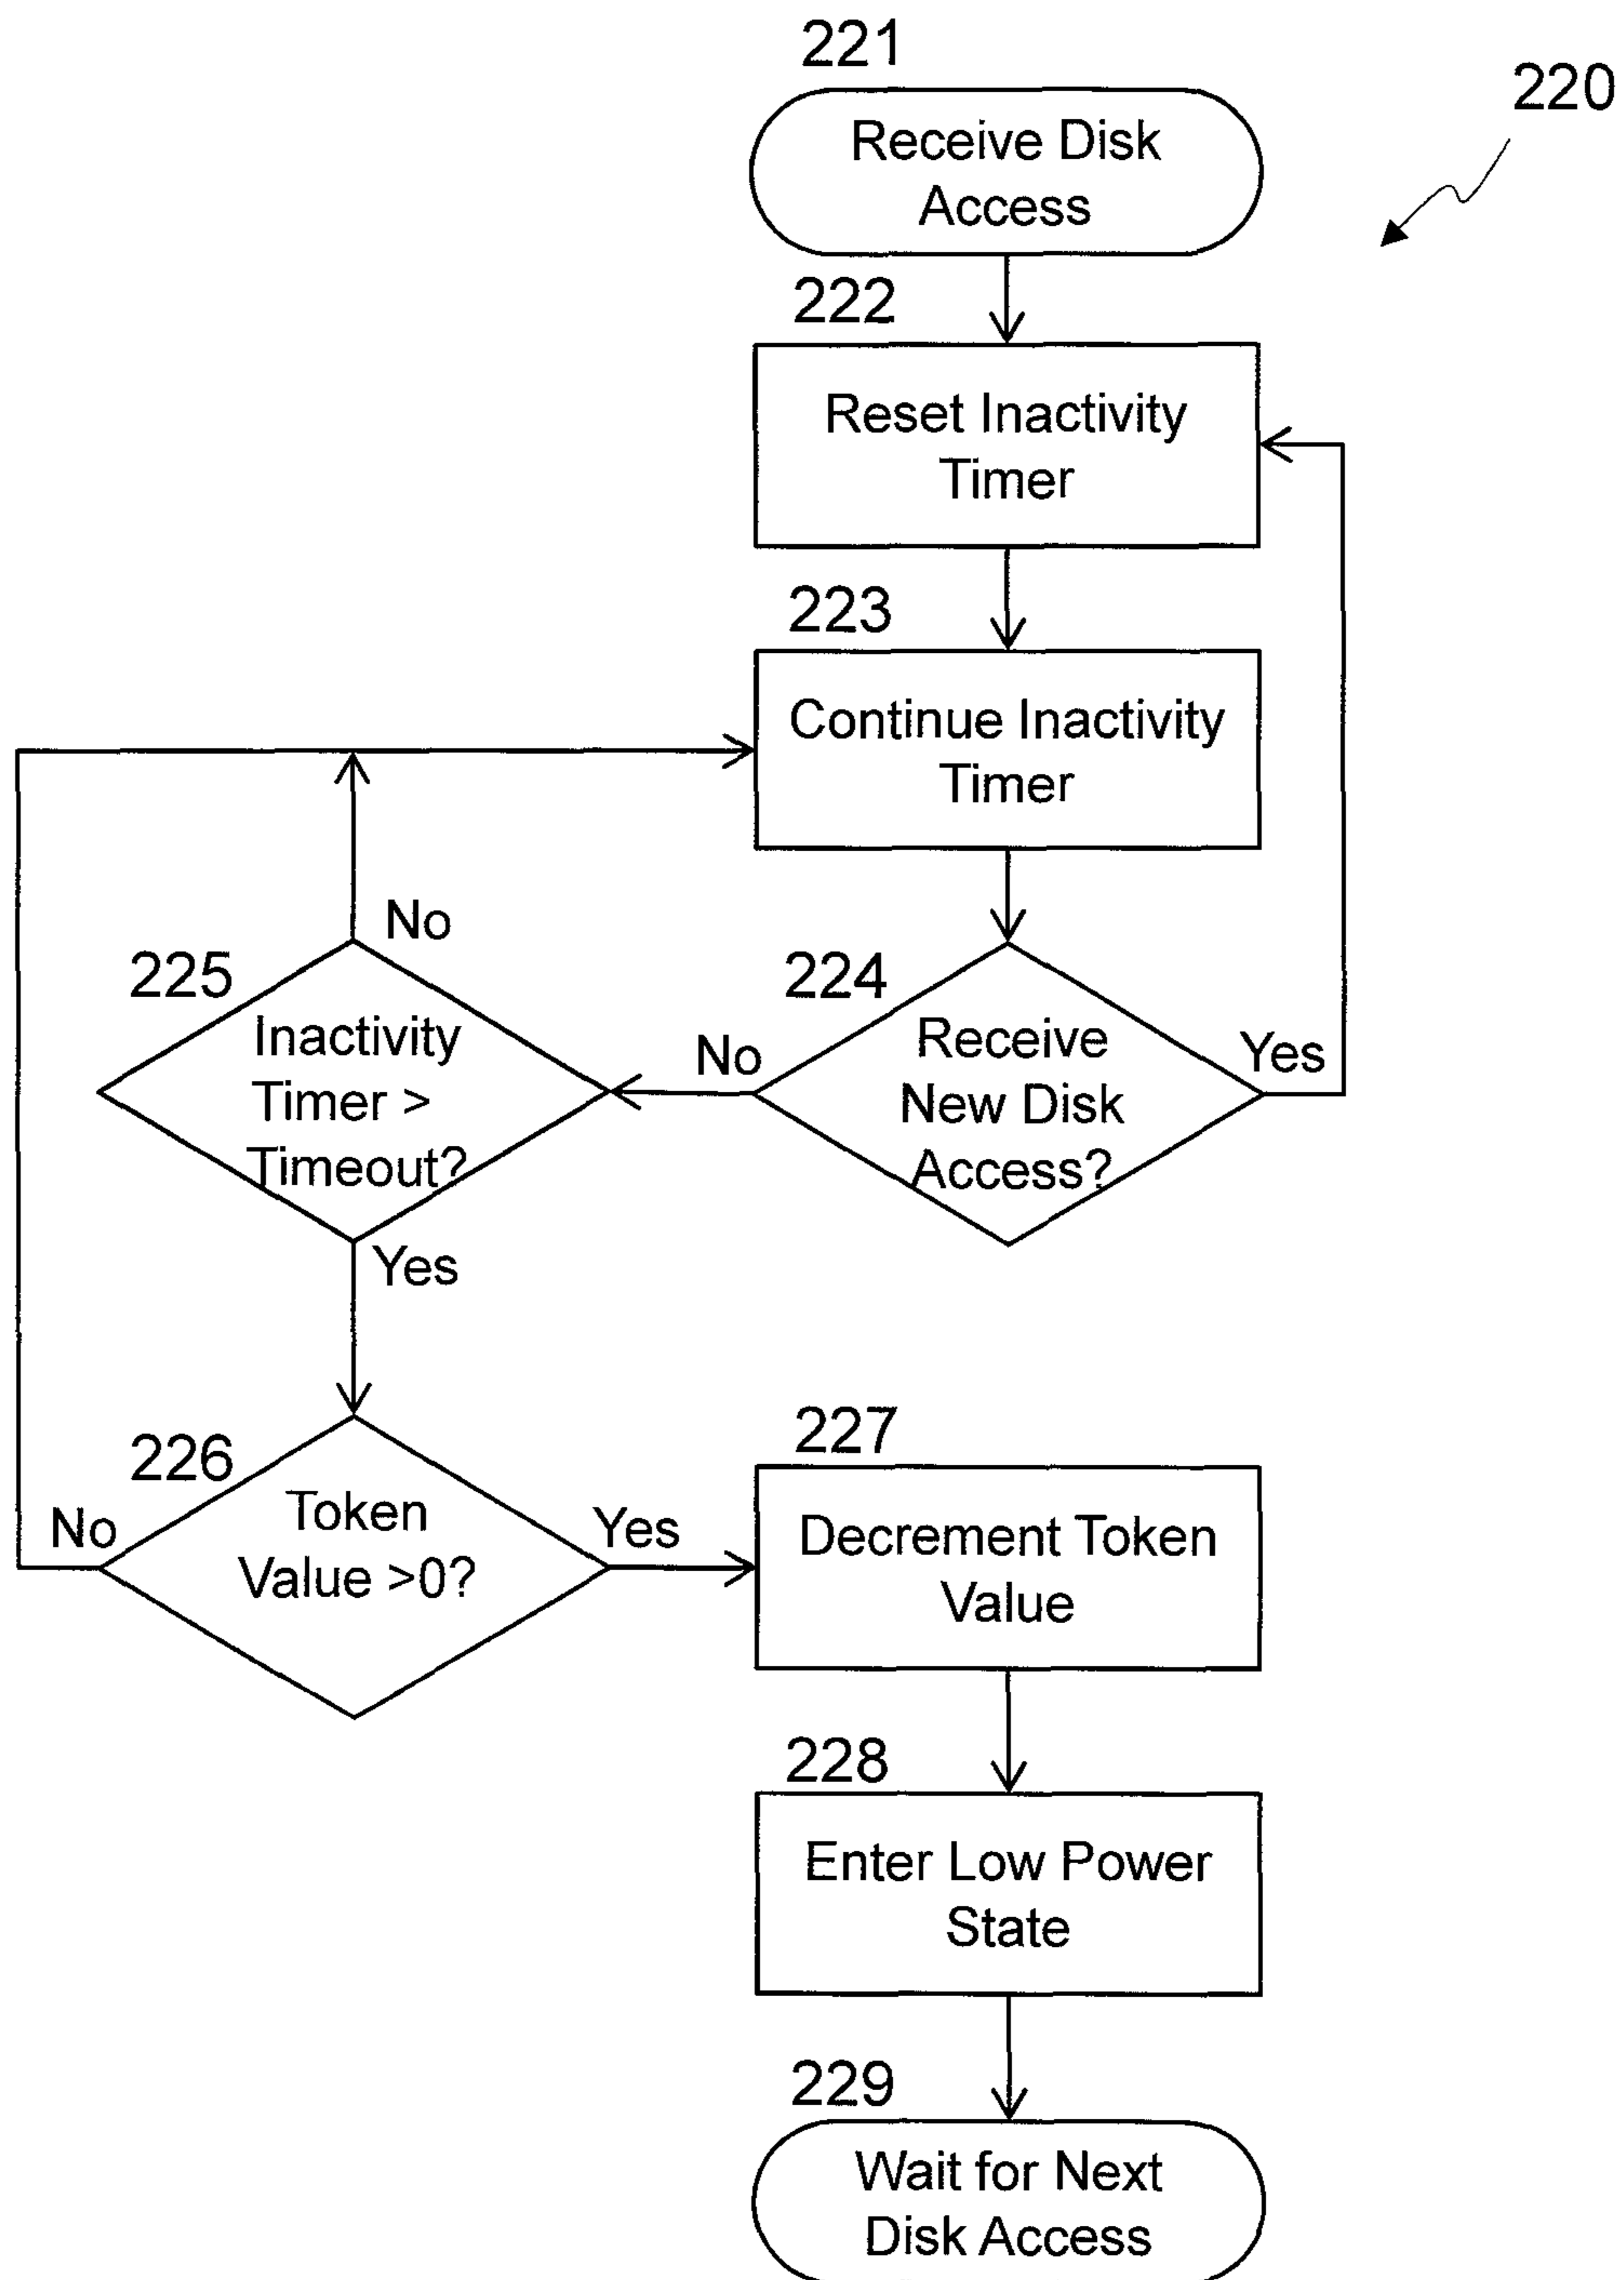 221
220
Receive Disk
Access
222
Reset Inactivity
Timer
223
Continue Inactivity
Timer
No
225
Inactivity
Timer >
Timeout?
Yes
224
No
Receive
New Disk
Access?
Yes
226
No
Token
Value >0?
Yes
227
Decrement Token
Value
228
Enter Low Power
State
229
Wait for Next
Disk Access